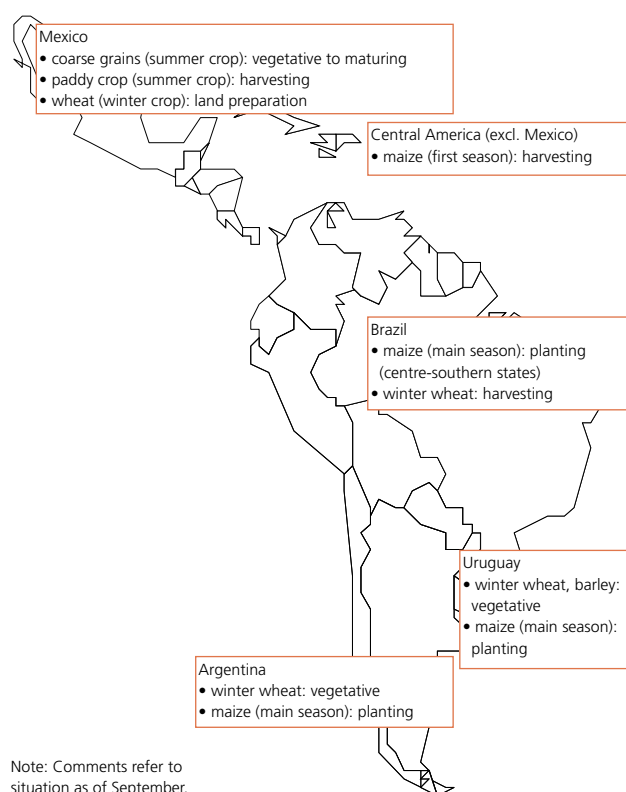 Mexico
• coarse grains (summer crop): vegetative to maturing
• paddy crop (summer crop): harvesting
• wheat (winter crop): land preparation
Central America (excl. Mexico)
• maize (first season): harvesting
Brazil
• maize (main season): planting
(centre-southern states)
• winter wheat: harvesting
Uruguay
• winter wheat, barley:
vegetative
• maize (main season):
planting
Argentina
• winter wheat: vegetative
• maize (main season): planting
Note: Comments refer to
situation as of September.